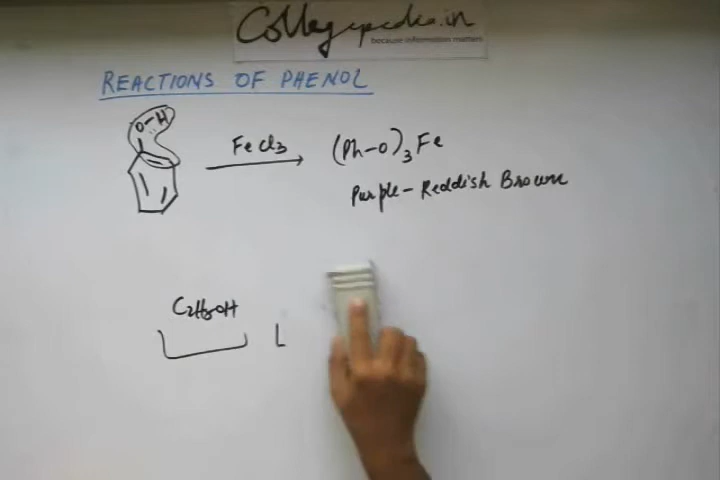 Collegepedia.in
because information matters
REACTIONS OF PHENOL
O-H
FeCl3
(Ph-O)3Fe
Purple-Reddish Brown
C2H5OH
L